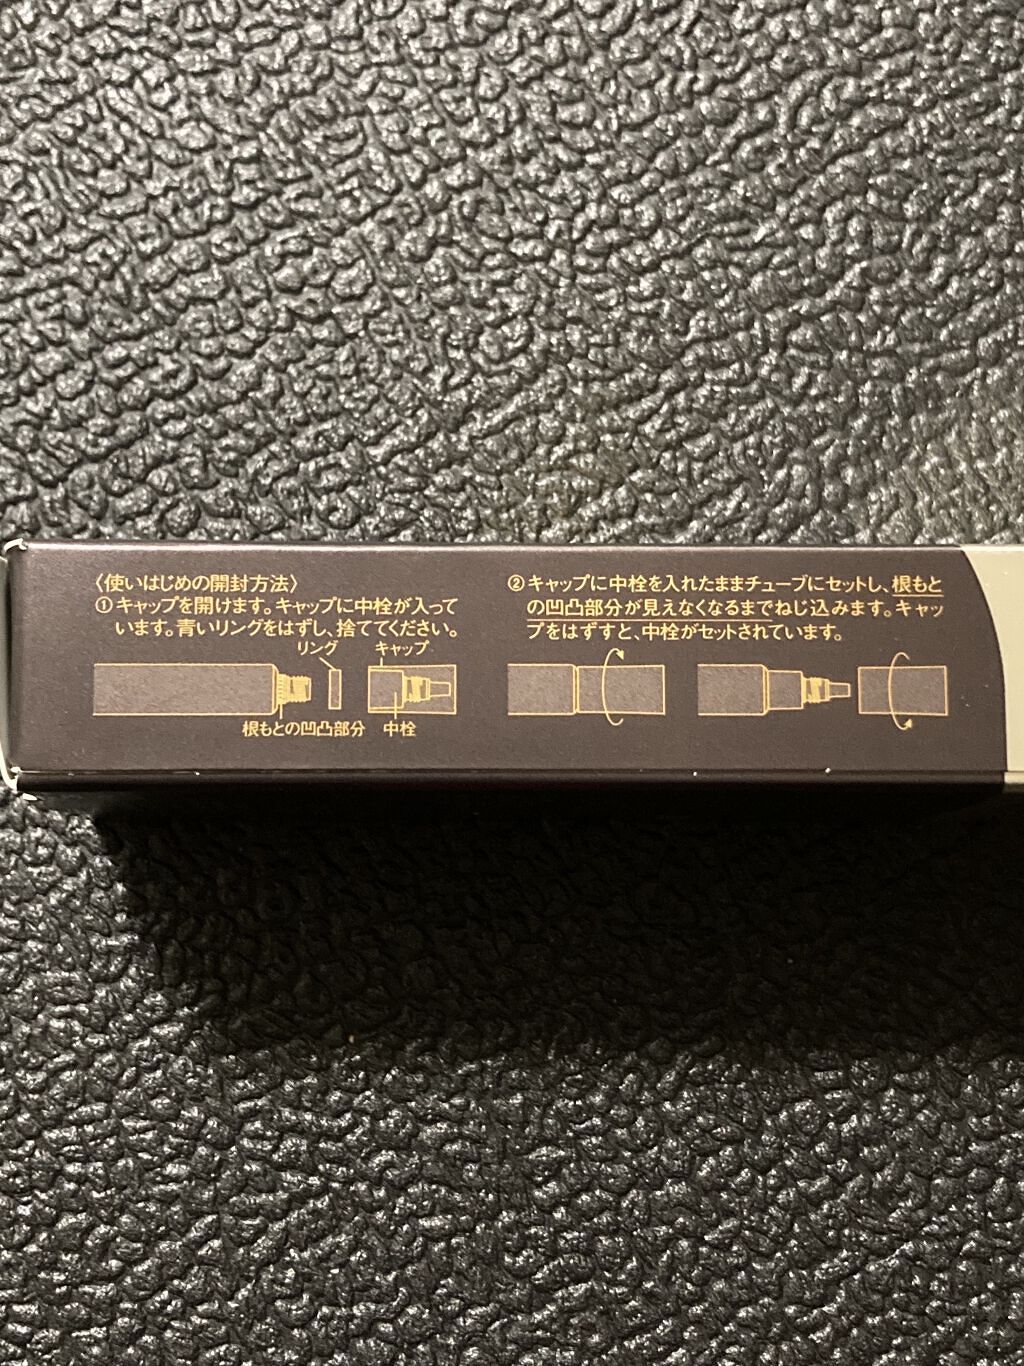 〈使いはじめの開封方法〉
①キャップを開けます。キャップに中栓が入って
います。青いリングをはずし、捨ててください。
リング
キャップ
根もとの凹凸部分
中栓
②キャップに中栓を入れたままチューブにセットし、根もと
の凹凸部分が見えなくなるまでねじ込みます。キャッ
プをはずすと、中栓がセットされています。